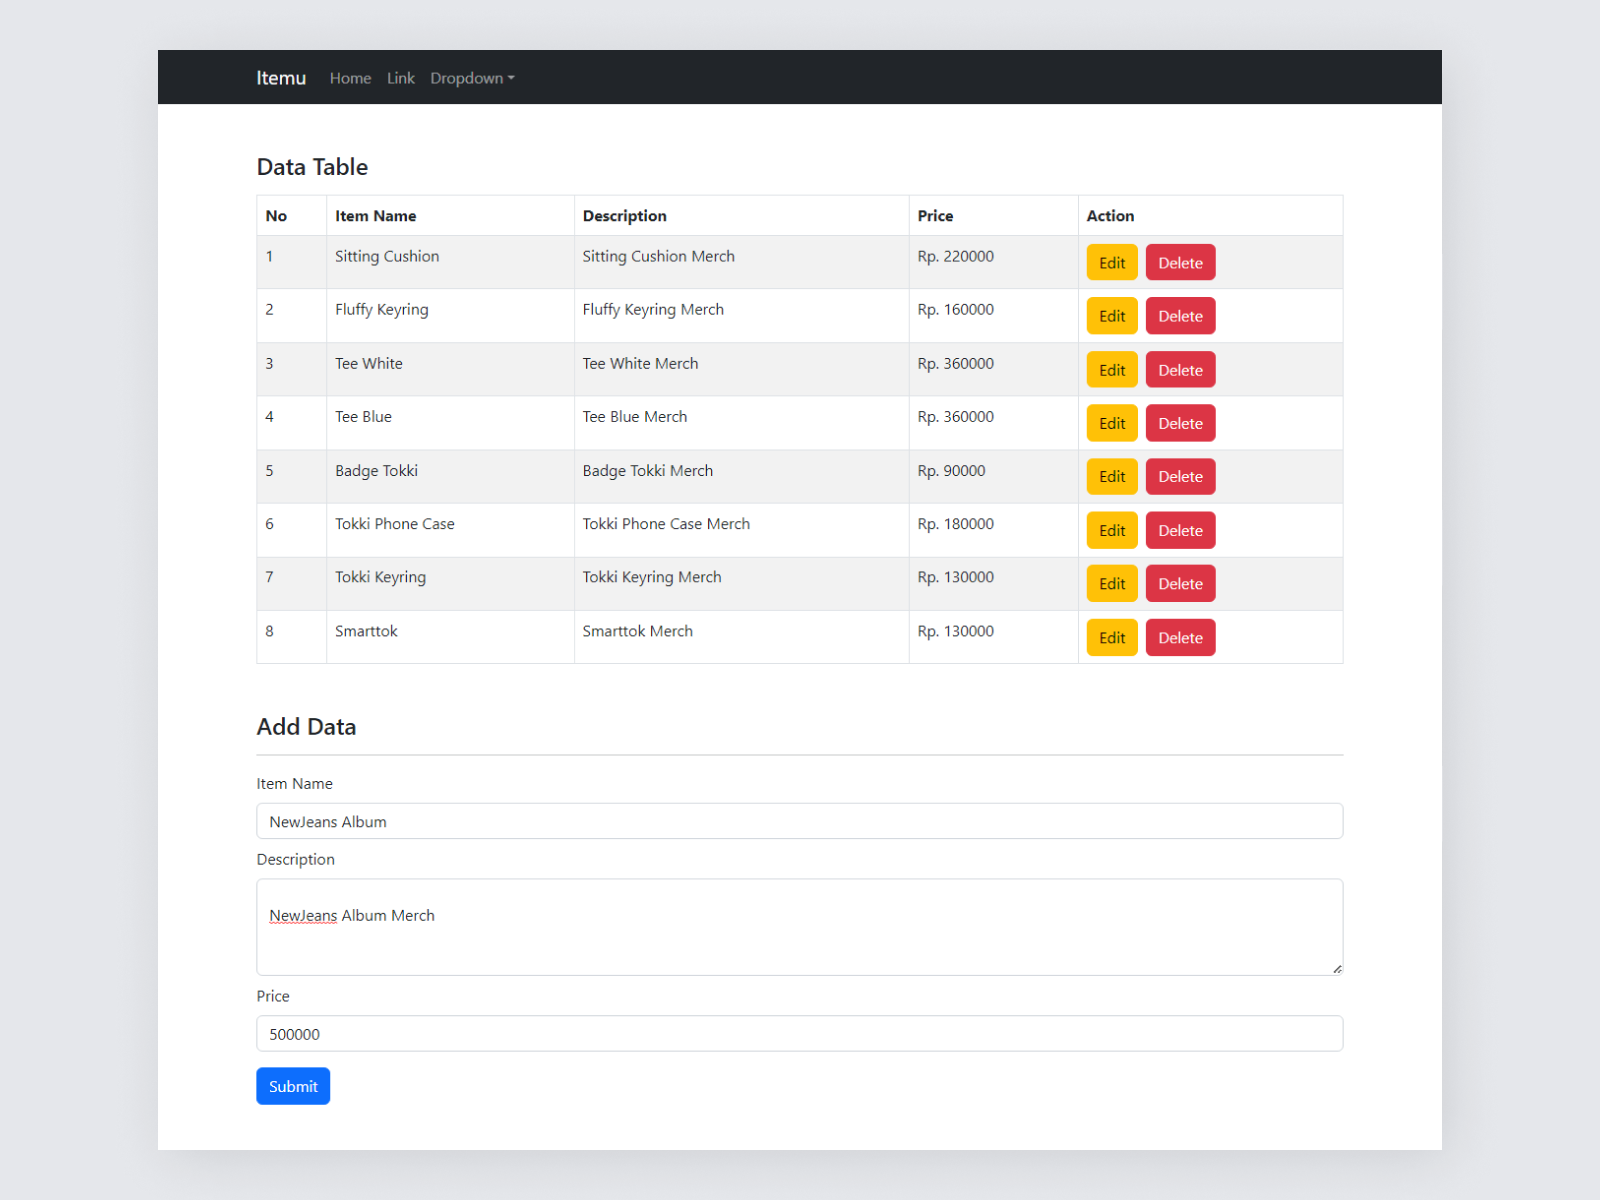 Itemu Home Link Dropdown
Data Table
No Item Name Description Price Action
1 Sitting Cushion Sitting Cushion Merch Rp. 220000 Edit Delete
2 Fluffy Keyring Fluffy Keyring Merch Rp. 160000 Edit Delete
3 Tee White Tee White Merch Rp. 360000 Edit Delete
4 Tee Blue Tee Blue Merch Rp. 360000 Edit Delete
5 Badge Tokki Badge Tokki Merch Rp. 90000 Edit Delete
6 Tokki Phone Case Tokki Phone Case Merch Rp. 180000 Edit Delete
7 Tokki Keyring Tokki Keyring Merch Rp. 130000 Edit Delete
8 Smarttok Smarttok Merch Rp. 130000 Edit Delete
Add Data
Item Name
NewJeans Album
Description
NewJeans Album Merch
Price
500000
Submit